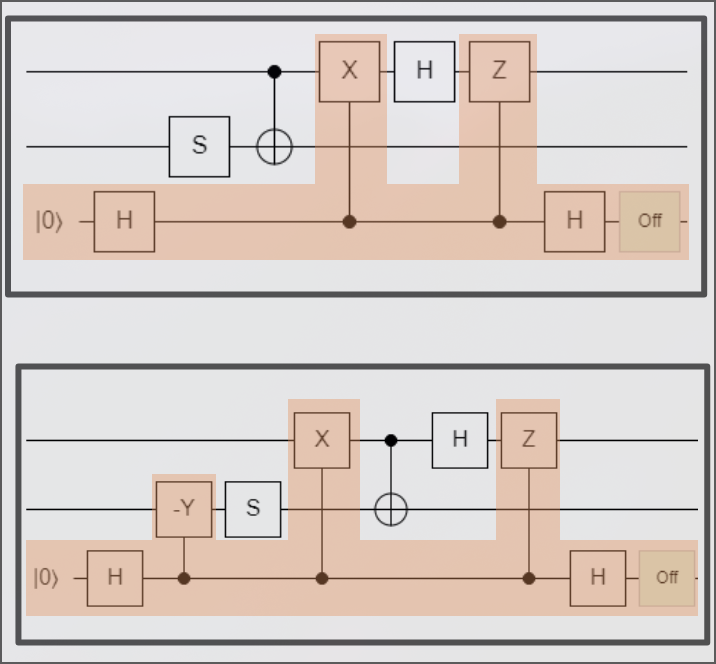 X H Z
S
|0⟩ H H Off
X H Z
-Y S
|0⟩ H H Off